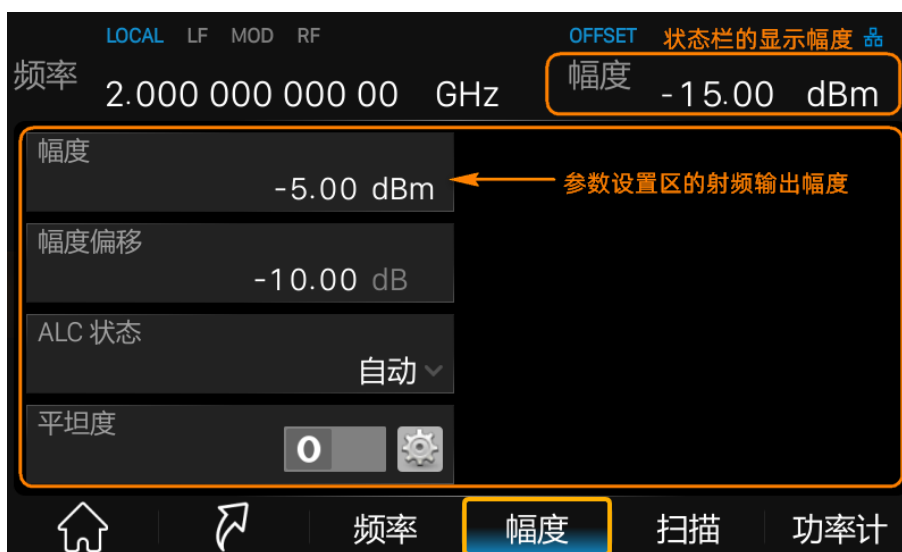 LOCAL LF MOD RF OFFSET 状态栏的显示幅度
频率 2.000 000 000 00 GHz 幅度 -15.00 dBm
幅度
-5.00 dBm 参数设置区的射频输出幅度
幅度偏移
-10.00 dB
ALC 状态
自动
平坦度
0
频率 幅度 扫描 功率计